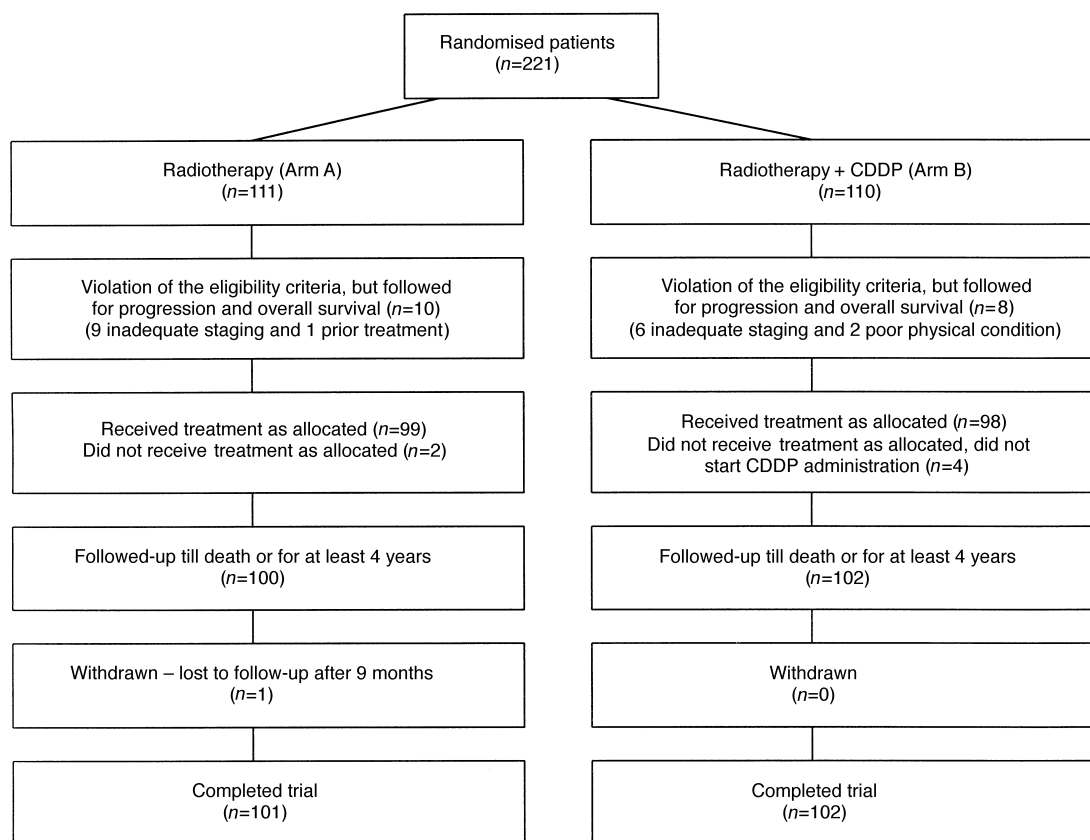 Randomised patients
(n=221)
Radiotherapy (Arm A)
(n=111)
Radiotherapy + CDDP (Arm B)
(n=110)
Violation of the eligibility criteria, but followed
for progression and overall survival (n=10)
(9 inadequate staging and 1 prior treatment)
Violation of the eligibility criteria, but followed
for progression and overall survival (n=8)
(6 inadequate staging and 2 poor physical condition)
Received treatment as allocated (n=99)
Did not receive treatment as allocated (n=2)
Received treatment as allocated (n=98)
Did not receive treatment as allocated, did not
start CDDP administration (n=4)
Followed-up till death or for at least 4 years
(n=100)
Followed-up till death or for at least 4 years
(n=102)
Withdrawn – lost to follow-up after 9 months
(n=1)
Withdrawn
(n=0)
Completed trial
(n=101)
Completed trial
(n=102)